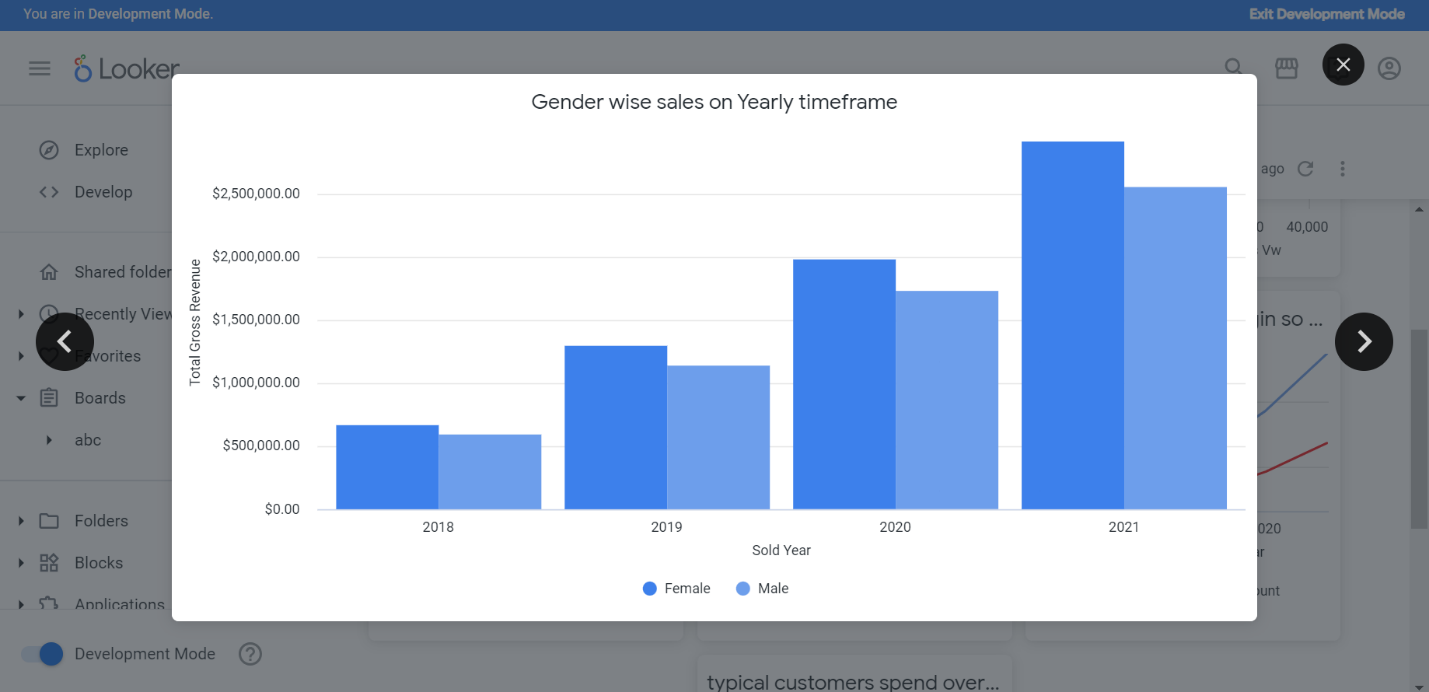 You are in Development Mode.
Exit Development Mode
Looker
Explore
Develop
Shared folder
Recently View
Favorites
Boards
abc
Folders
Blocks
Applications
Development Mode
?
Gender wise sales on Yearly timeframe
Total Gross Revenue
$2,500,000.00
$2,000,000.00
$1,500,000.00
$1,000,000.00
$500,000.00
$0.00
2018 2019 2020 2021
Sold Year
Female Male
ago
0 40,000
Vw
gin so ...
020
ar
ount
typical customers spend over...